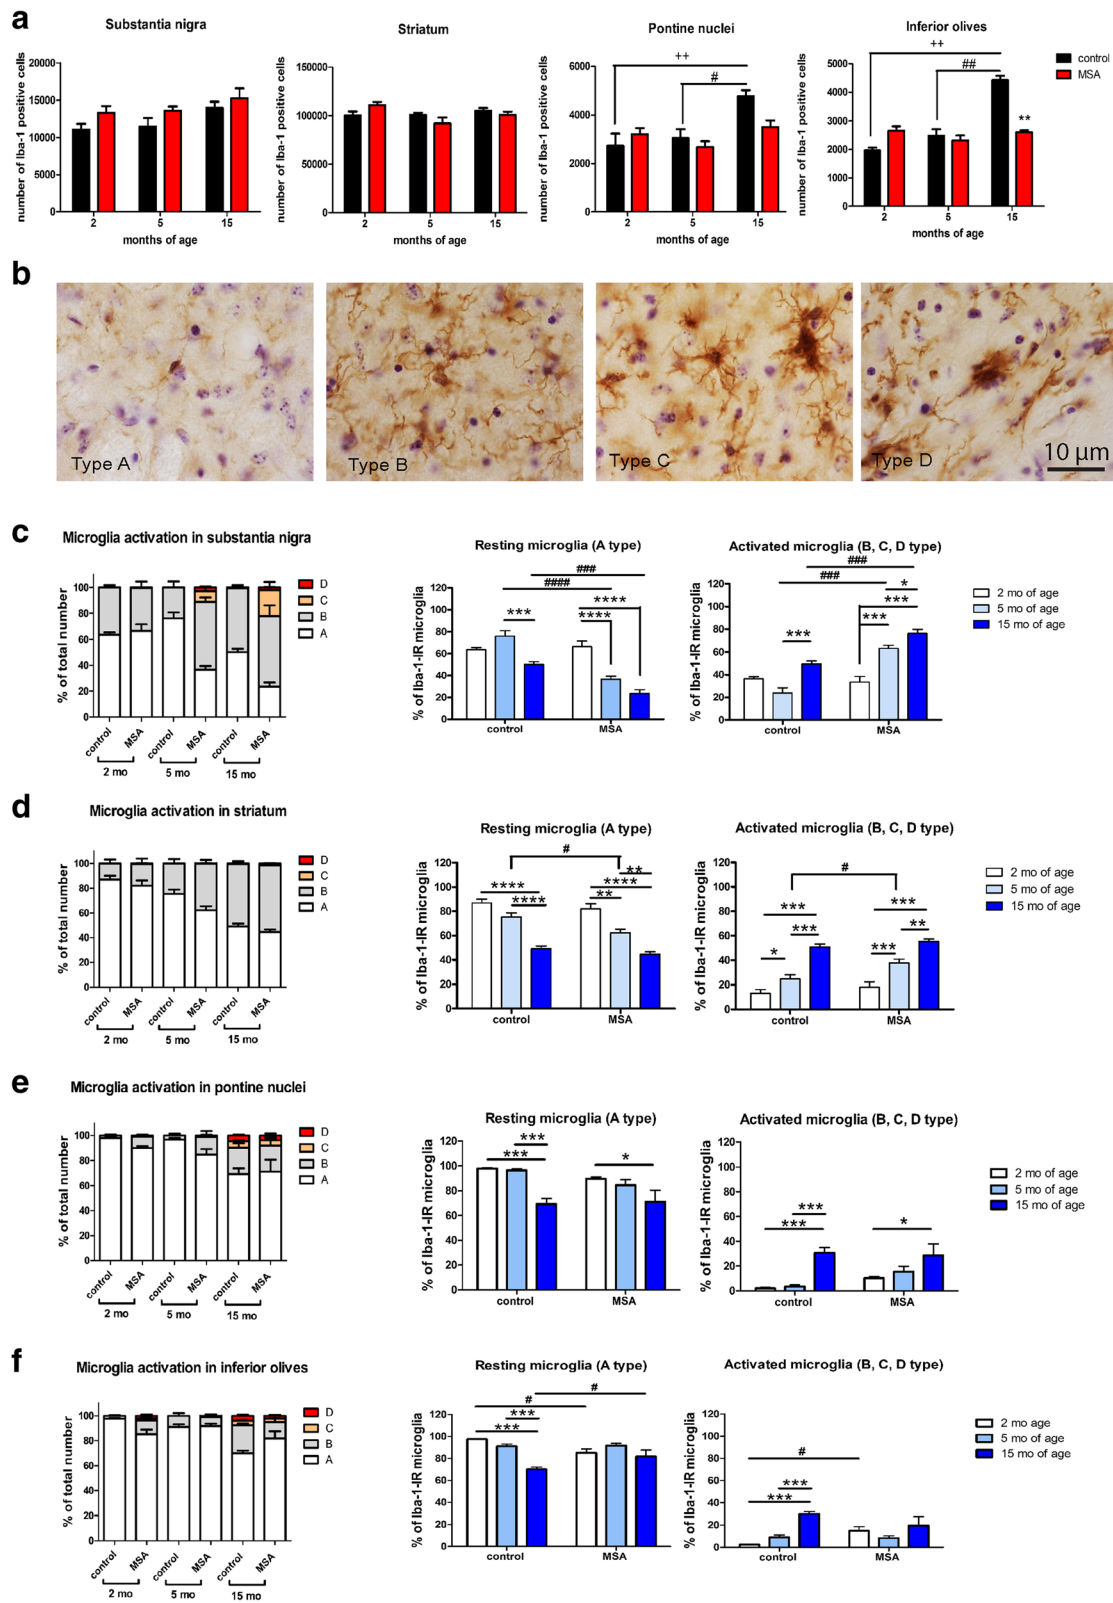 a
Substantia nigra
number of Iba-1 positive cells
20000
15000
10000
5000
0
2
5
15
months of age
Striatum
number of Iba-1 positive cells
150000
100000
50000
0
2
5
15
months of age
Pontine nuclei
number of Iba-1 positive cells
6000
4000
2000
0
++
#
2
5
15
months of age
Inferior olives
number of Iba-1 positive cells
5000
4000
3000
2000
1000
0
++
##
**
2
5
15
months of age
control
MSA
b
Type A
Type B
Type C
Type D
10 µm
c
Microglia activation in substantia nigra
% of total number
100
80
60
40
20
0
control
MSA
control
MSA
control
MSA
2 mo
5 mo
15 mo
D
C
B
A
Resting microglia (A type)
% of Iba-1-IR microglia
120
100
80
60
40
20
0
###
####
***
****
****
control
MSA
Activated microglia (B, C, D type)
% of Iba-1-IR microglia
120
100
80
60
40
20
0
###
###
*
***
***
***
control
MSA
2 mo of age
5 mo of age
15 mo of age
d
Microglia activation in striatum
% of total number
100
80
60
40
20
0
control
MSA
control
MSA
control
MSA
2 mo
5 mo
15 mo
D
C
B
A
Resting microglia (A type)
% of Iba-1-IR microglia
120
100
80
60
40
20
0
#
**
****
****
****
**
control
MSA
Activated microglia (B, C, D type)
% of Iba-1-IR microglia
120
100
80
60
40
20
0
#
***
***
***
**
*
***
control
MSA
2 mo of age
5 mo of age
15 mo of age
e
Microglia activation in pontine nuclei
% of total number
100
80
60
40
20
0
control
MSA
control
MSA
control
MSA
2 mo
5 mo
15 mo
D
C
B
A
Resting microglia (A type)
% of Iba-1-IR microglia
120
100
80
60
40
20
0
***
***
*
control
MSA
Activated microglia (B, C, D type)
% of Iba-1-IR microglia
120
100
80
60
40
20
0
***
***
*
control
MSA
2 mo of age
5 mo of age
15 mo of age
f
Microglia activation in inferior olives
% of total number
100
80
60
40
20
0
control
MSA
control
MSA
control
MSA
2 mo
5 mo
15 mo
D
C
B
A
Resting microglia (A type)
% of Iba-1-IR microglia
120
100
80
60
40
20
0
#
#
***
***
control
MSA
Activated microglia (B, C, D type)
% of Iba-1-IR microglia
120
100
80
60
40
20
0
#
***
***
control
MSA
2 mo age
5 mo of age
15 mo of age